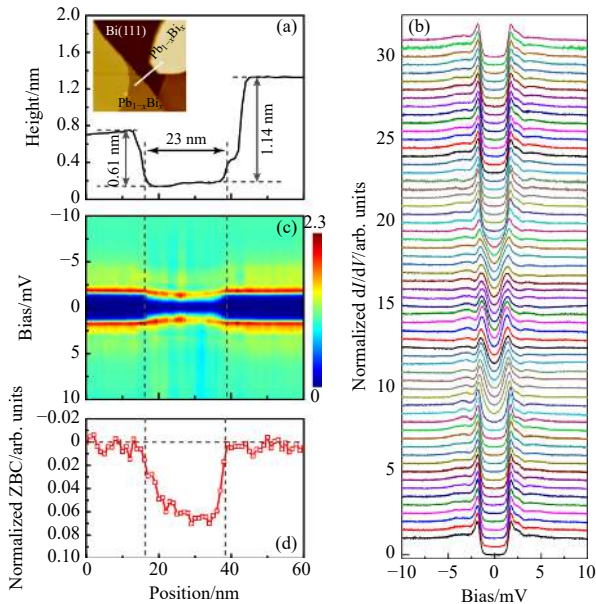 (a)
Height/nm
2.0
1.6
1.2
0.8
0.4
0
Bi(111)
Pb1−xBix
Pb1−xBix
0.61 nm
23 nm
1.14 nm
(c)
Bias/mV
−10
−5
0
5
10
2.3
0
(d)
Normalized ZBC/arb. units
−0.02
0
0.02
0.04
0.06
0.08
0.10
0 20 40 60
Position/nm
(b)
Normalized dI/dV/arb. units
30
25
20
15
10
5
0
−10 −5 0 5 10
Bias/mV